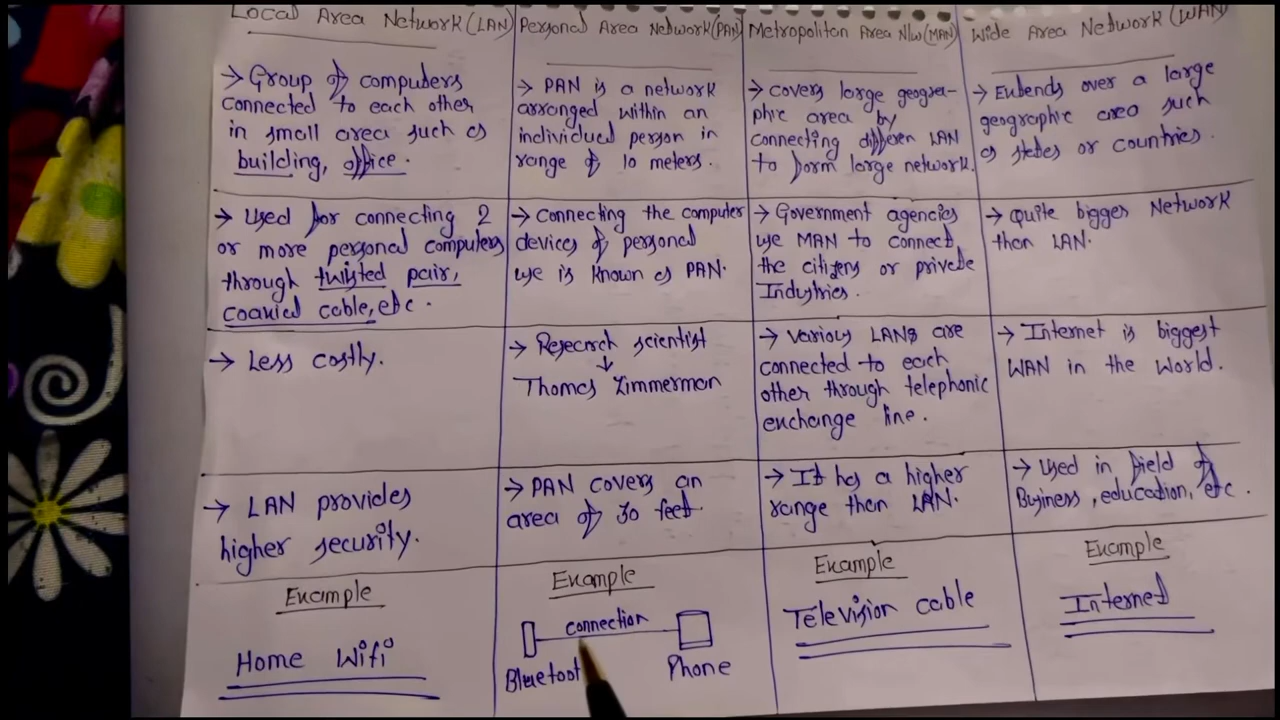 Local Area Network(LAN)
Personal Area Network(PAN)
Metropolitan Area N/w(MAN)
Wide Area Network (WAN)
→ Group of computers
connected to each other
in small area such as
building, office.
→ PAN is a network
arranged within an
individual person in
range of 10 meters.
→ covers large geogra-
phic area by
connecting differen LAN
to form large network.
→ Extends over a large
geographic area such
as states or countries.
→ Used for connecting 2
or more personal computers
through twisted pair,
coaxial cable, etc.
→ Connecting the computer
devices of personal
use is known as PAN.
→ Government agencies
use MAN to connect
the citizens or private
Industries.
→ Quite bigger Network
than LAN.
→ Less costly.
→ Research scientist
↓
Thomas Zimmerman
→ Various LANs are
connected to each
other through telephonic
exchange line.
→ Internet is biggest
WAN in the World.
→ LAN provides
higher security.
→ PAN covers an
area of 30 feet
→ It has a higher
range than LAN.
→ Used in field of
Business, education, etc.
Example
Home Wifi
Example
connection
Bluetoot
Phone
Example
Television cable
Example
Internet